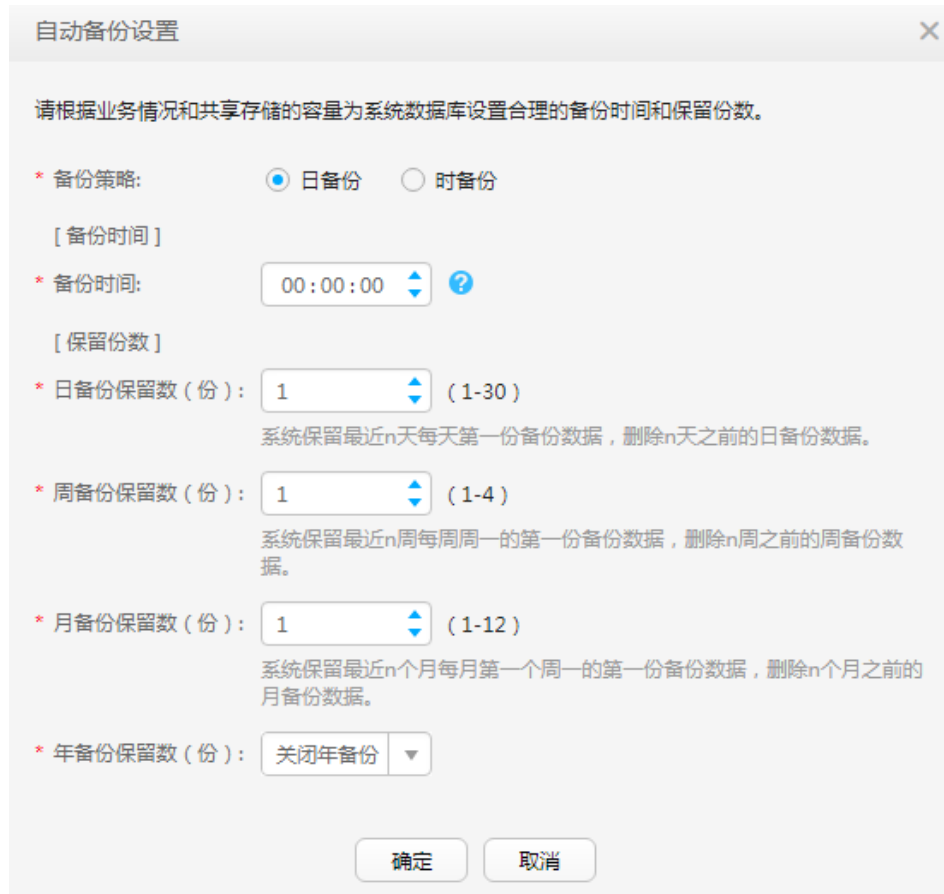 自动备份设置
请根据业务情况和共享存储的容量为系统数据库设置合理的备份时间和保留份数。
* 备份策略: 日备份 时备份
[ 备份时间 ]
* 备份时间: 00:00:00 ?
[ 保留份数 ]
* 日备份保留数（份）: 1 （1-30）
系统保留最近n天每天第一份备份数据，删除n天之前的日备份数据。
* 周备份保留数（份）: 1 （1-4）
系统保留最近n周每周周一的第一份备份数据，删除n周之前的周备份数
据。
* 月备份保留数（份）: 1 （1-12）
系统保留最近n个月每月第一个周一的第一份备份数据，删除n个月之前的
月备份数据。
* 年备份保留数（份）: 关闭年备份
确定 取消